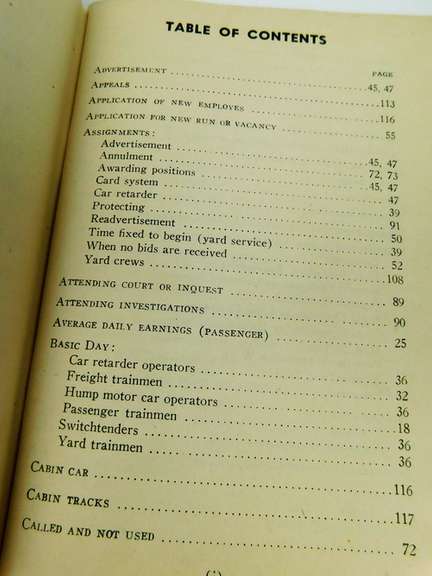 TABLE OF CONTENTS
PAGE
ADVERTISEMENT ... 45, 47
APPEALS ... 113
APPLICATION OF NEW EMPLOYES ... 116
APPLICATION FOR NEW RUN OR VACANCY ... 55
ASSIGNMENTS:
Advertisement ... 45, 47
Annulment ... 72, 73
Awarding positions ... 45, 47
Card system ... 47
Car retarder ... 39
Protecting ... 91
Readvertisement ... 50
Time fixed to begin (yard service) ... 39
When no bids are received ... 52
Yard crews ... 108
ATTENDING COURT OR INQUEST ... 89
ATTENDING INVESTIGATIONS ... 90
AVERAGE DAILY EARNINGS (PASSENGER) ... 25
BASIC DAY:
Car retarder operators ... 36
Freight trainmen ... 32
Hump motor car operators ... 36
Passenger trainmen ... 18
Switchtenders ... 36
Yard trainmen ... 36
CABIN CAR ... 116
CABIN TRACKS ... 117
CALLED AND NOT USED ... 72